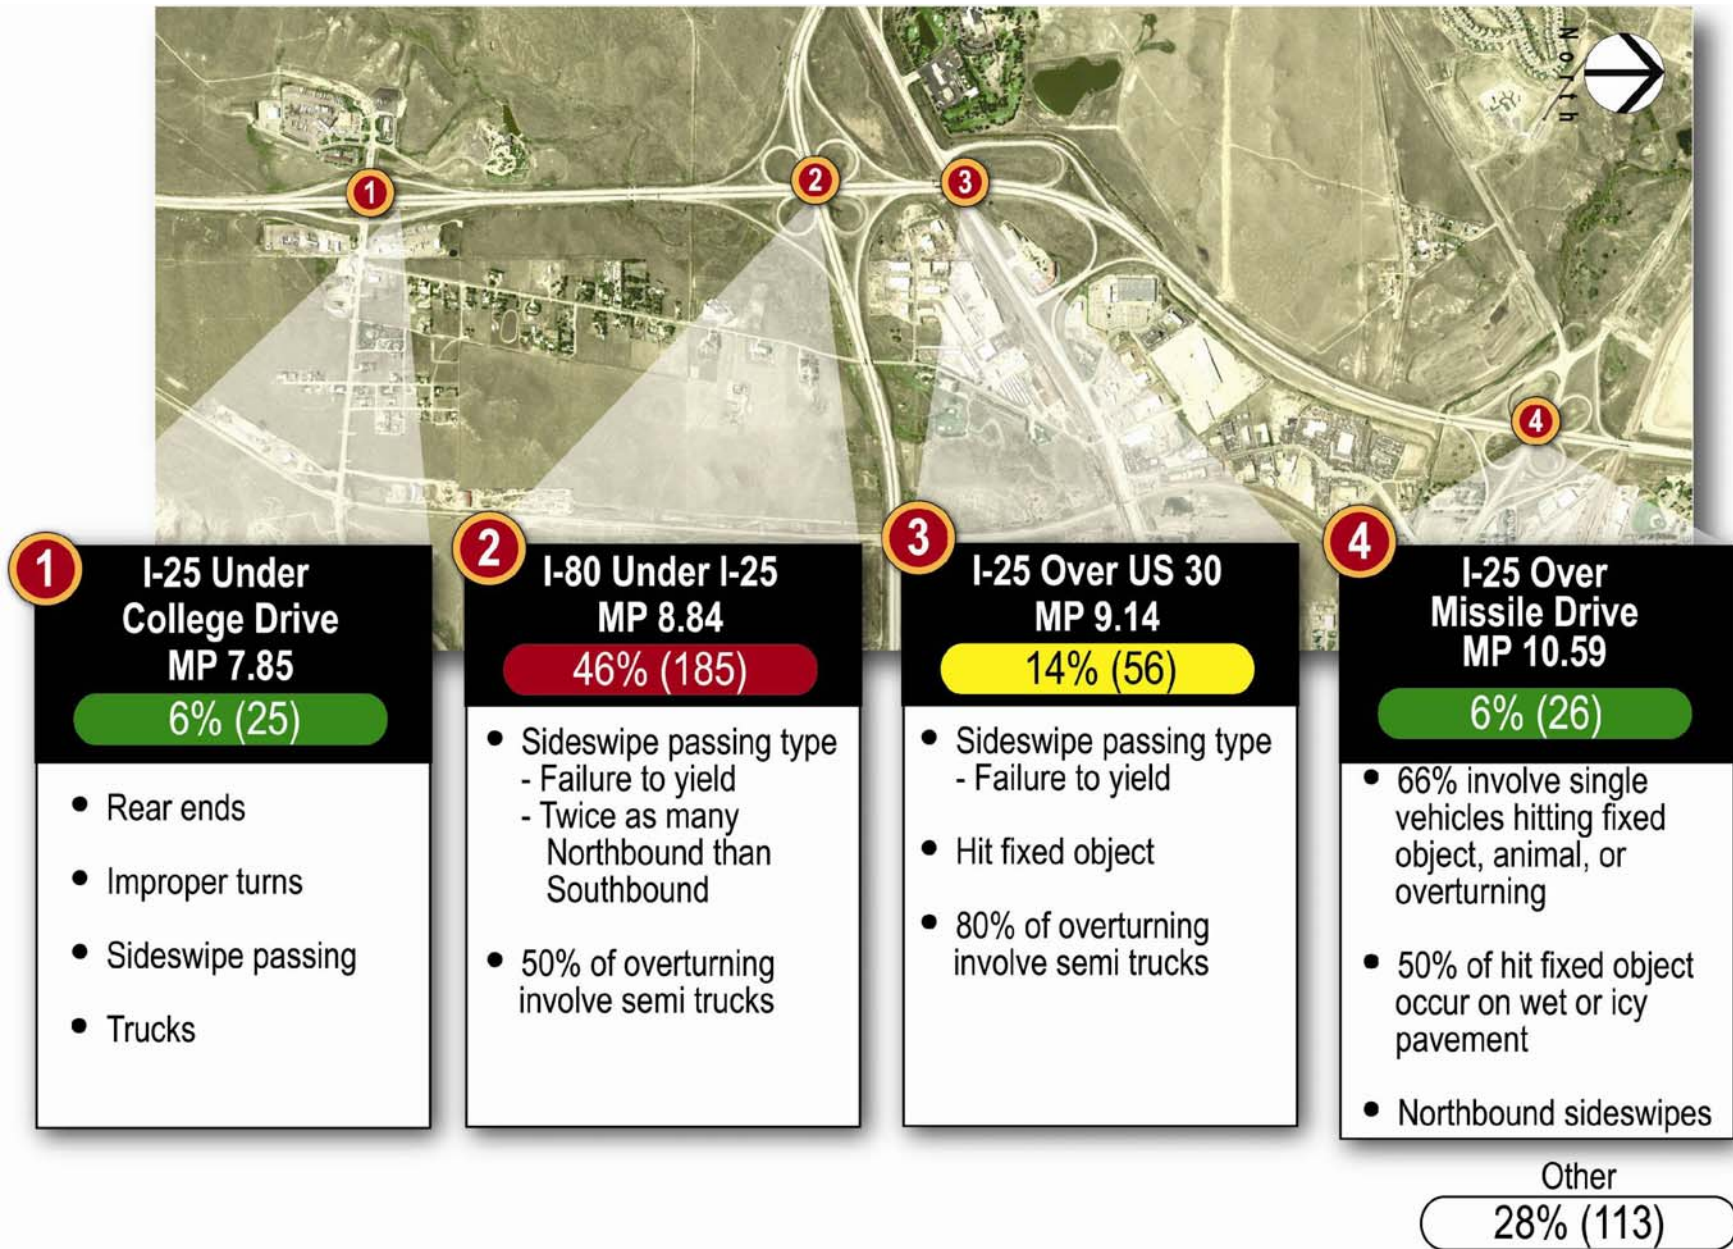 North
1
2
3
4
1
I-25 Under
College Drive
MP 7.85
6% (25)
• Rear ends
• Improper turns
• Sideswipe passing
• Trucks
2
I-80 Under I-25
MP 8.84
46% (185)
• Sideswipe passing type
- Failure to yield
- Twice as many
Northbound than
Southbound
• 50% of overturning
involve semi trucks
3
I-25 Over US 30
MP 9.14
14% (56)
• Sideswipe passing type
- Failure to yield
• Hit fixed object
• 80% of overturning
involve semi trucks
4
I-25 Over
Missile Drive
MP 10.59
6% (26)
• 66% involve single
vehicles hitting fixed
object, animal, or
overturning
• 50% of hit fixed object
occur on wet or icy
pavement
• Northbound sideswipes
Other
28% (113)